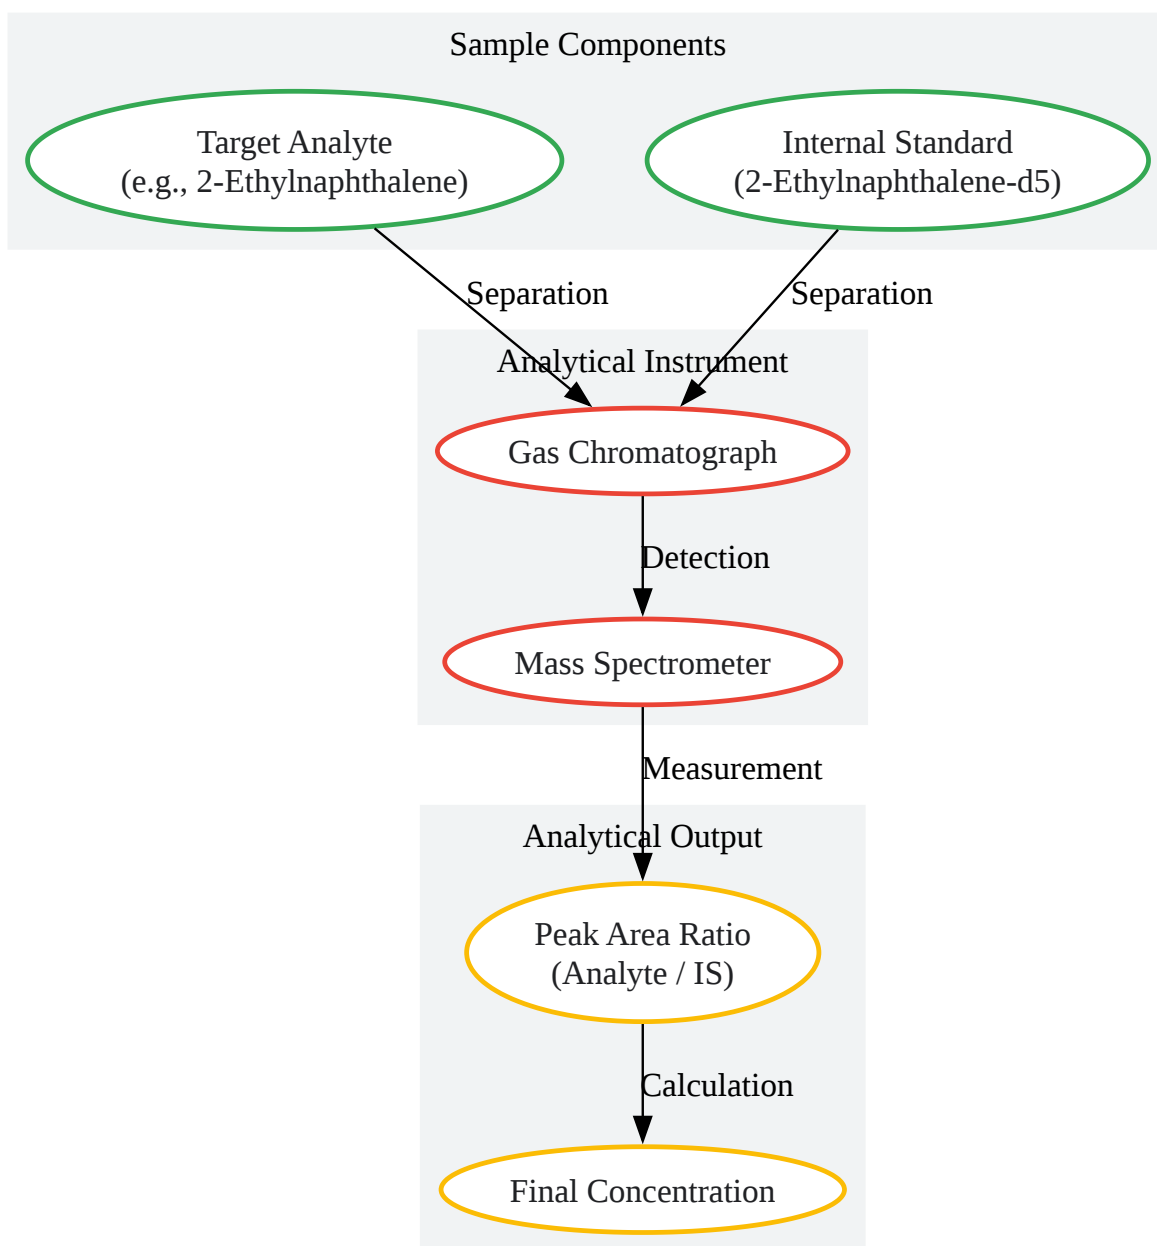 Sample Components
Target Analyte
(e.g., 2-Ethylnaphthalene)
Internal Standard
(2-Ethylnaphthalene-d5)
Separation
Separation
Analytical Instrument
Gas Chromatograph
Detection
Mass Spectrometer
Measurement
Analytical Output
Peak Area Ratio
(Analyte / IS)
Calculation
Final Concentration